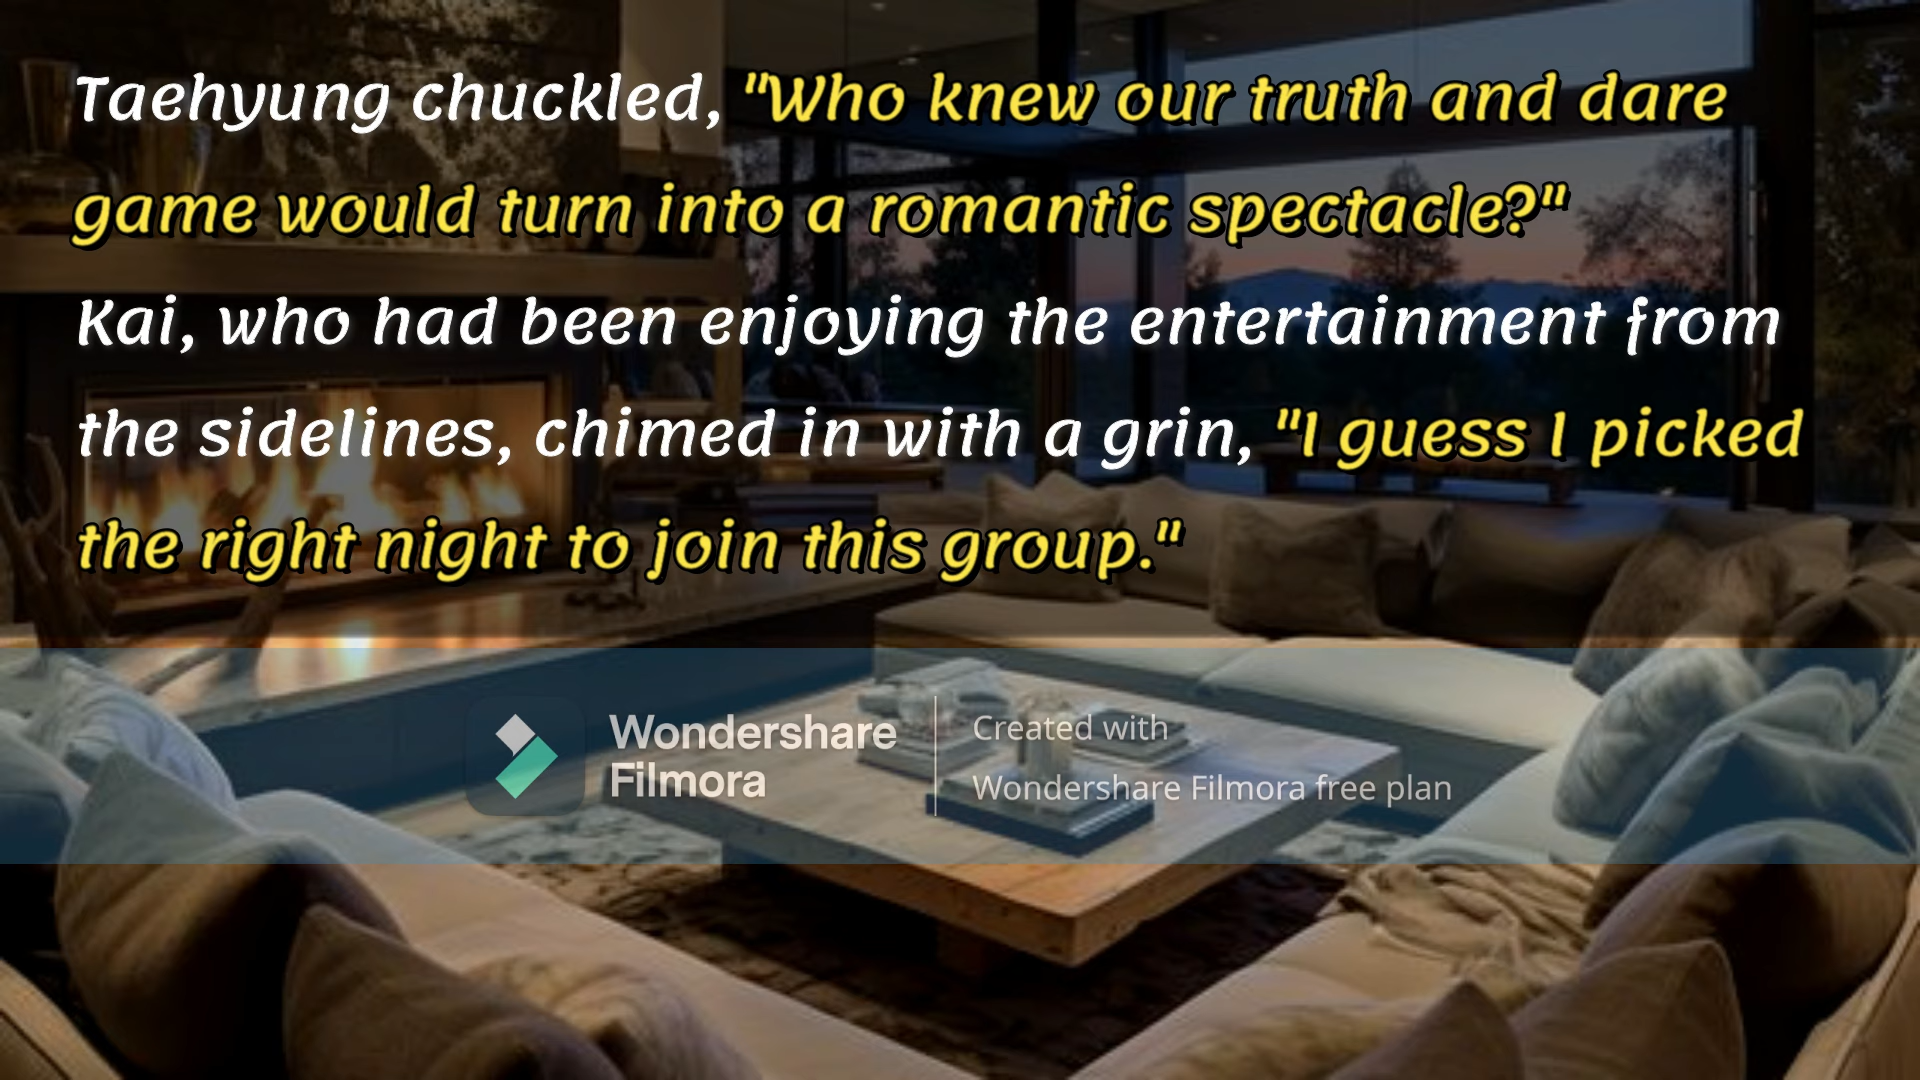 Taehyung chuckled, "Who knew our truth and dare
game would turn into a romantic spectacle?"
Kai, who had been enjoying the entertainment from
the sidelines, chimed in with a grin, "I guess I picked
the right night to join this group."
Wondershare
Filmora
Created with
Wondershare Filmora free plan